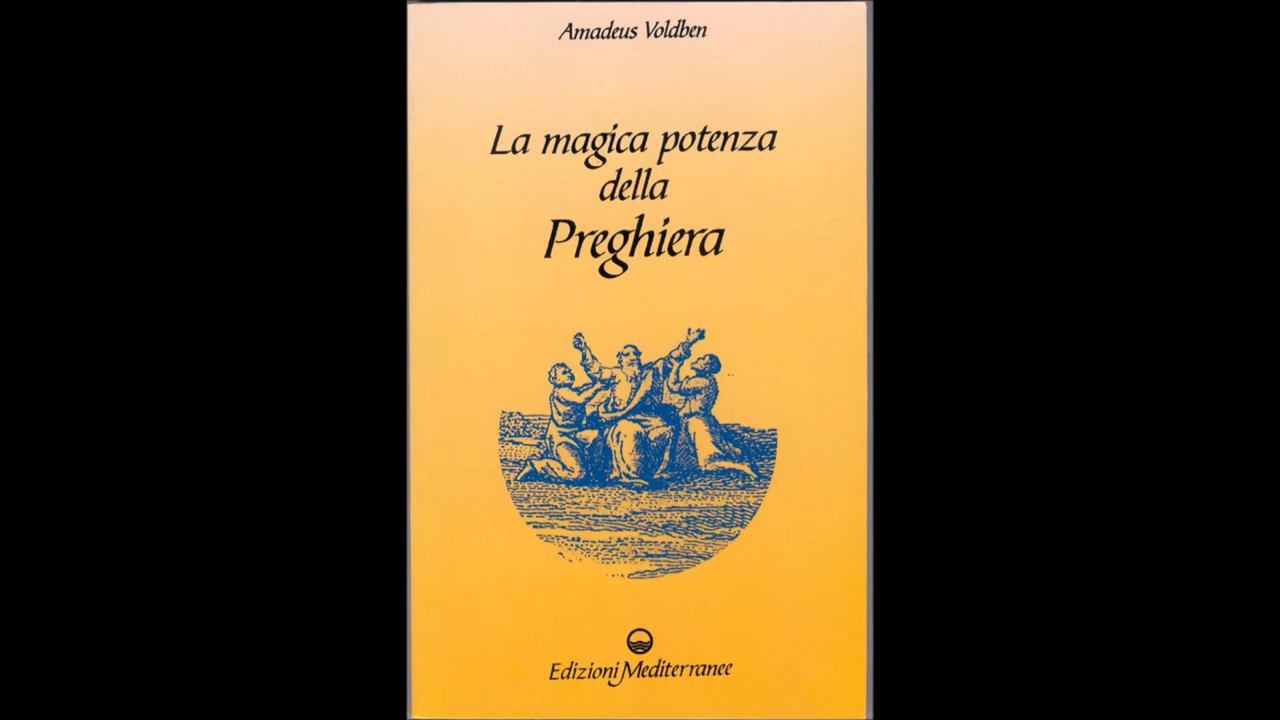 Amadeus Voldben
La magica potenza
della
Preghiera
Edizioni Mediterranee